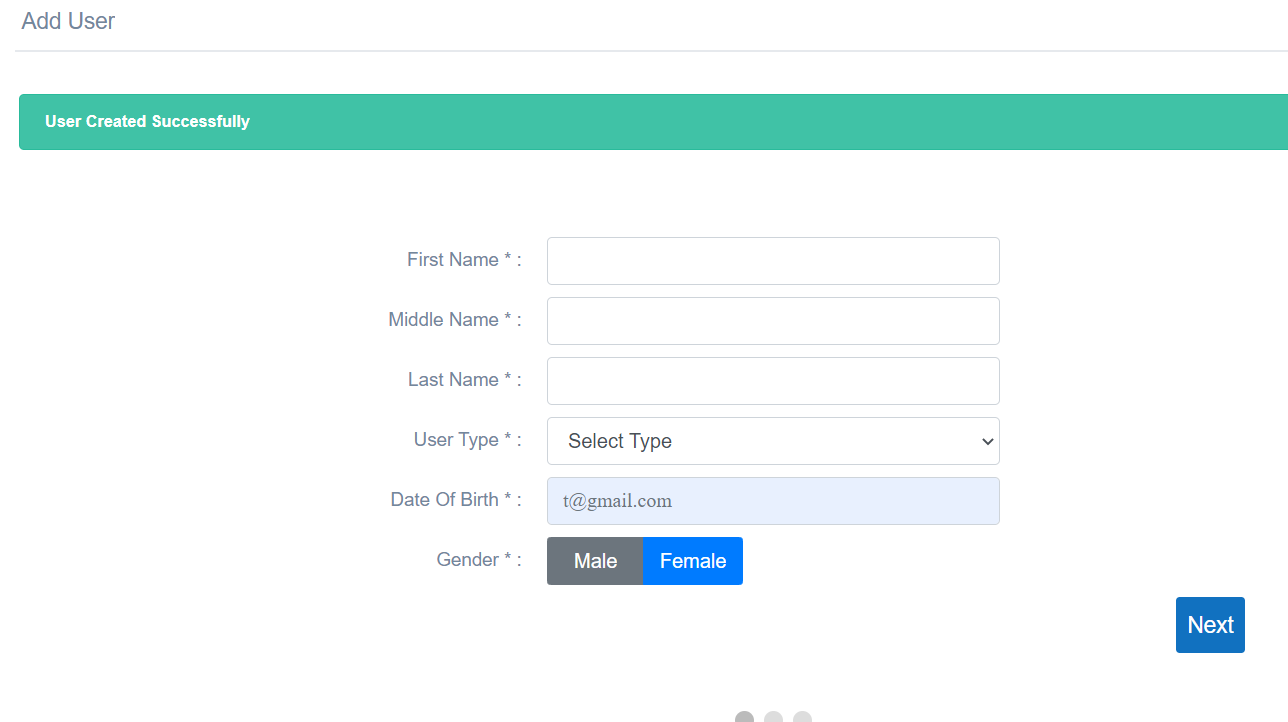 Add User
User Created Successfully
First Name * :
Middle Name * :
Last Name * :
User Type * : Select Type
Date Of Birth * : t@gmail.com
Gender * : Male Female
Next